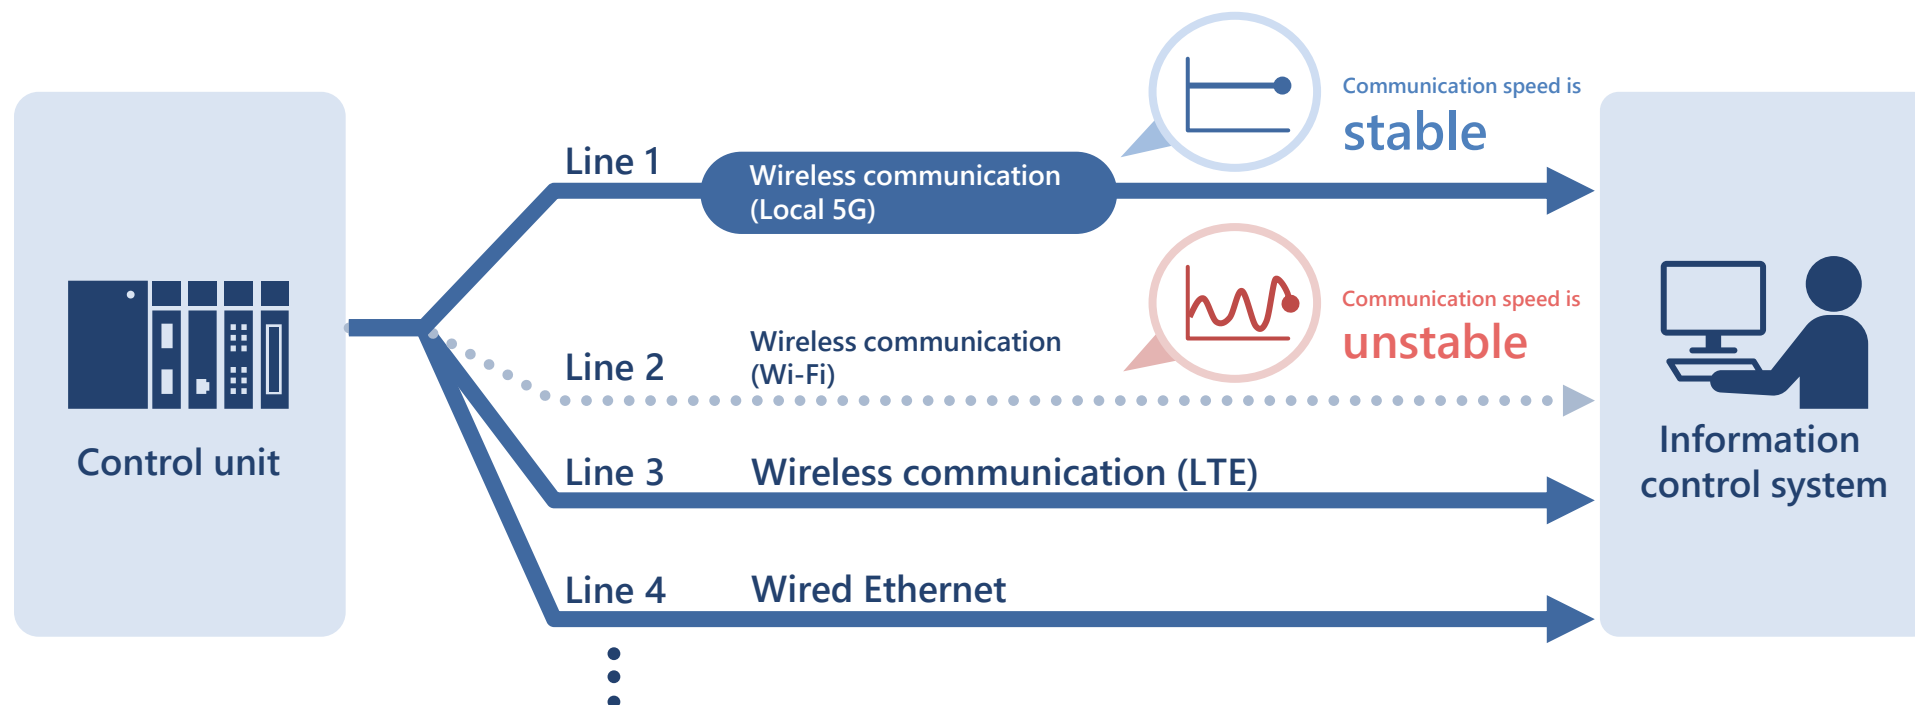 Communication speed is
stable
Line 1
Wireless communication
(Local 5G)
Communication speed is
unstable
Line 2
Wireless communication
(Wi-Fi)
Control unit
Line 3
Wireless communication (LTE)
Information
control system
Line 4
Wired Ethernet